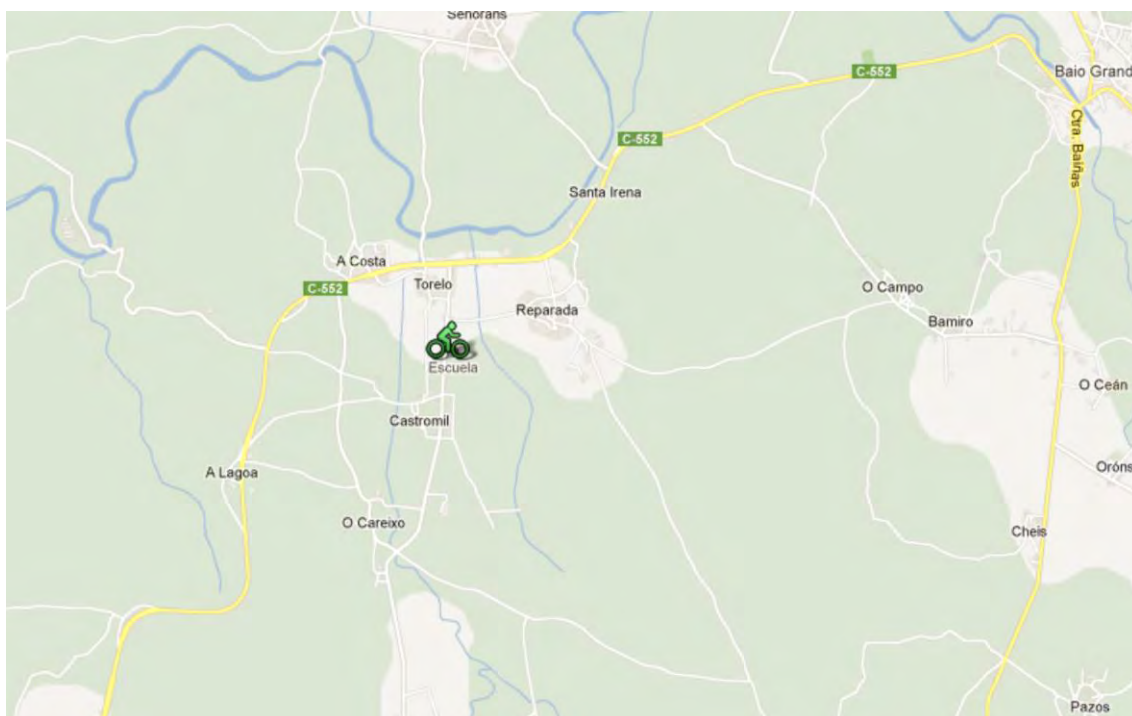 Señorans
C-552
Baio Grand
C-552
Ctra. Baíñas
Santa Irena
A Costa
Torelo
C-552
O Campo
Reparada
Bamiro
Escuela
O Ceán
Castromil
A Lagoa
Oróns
O Careixo
Cheis
Pazos